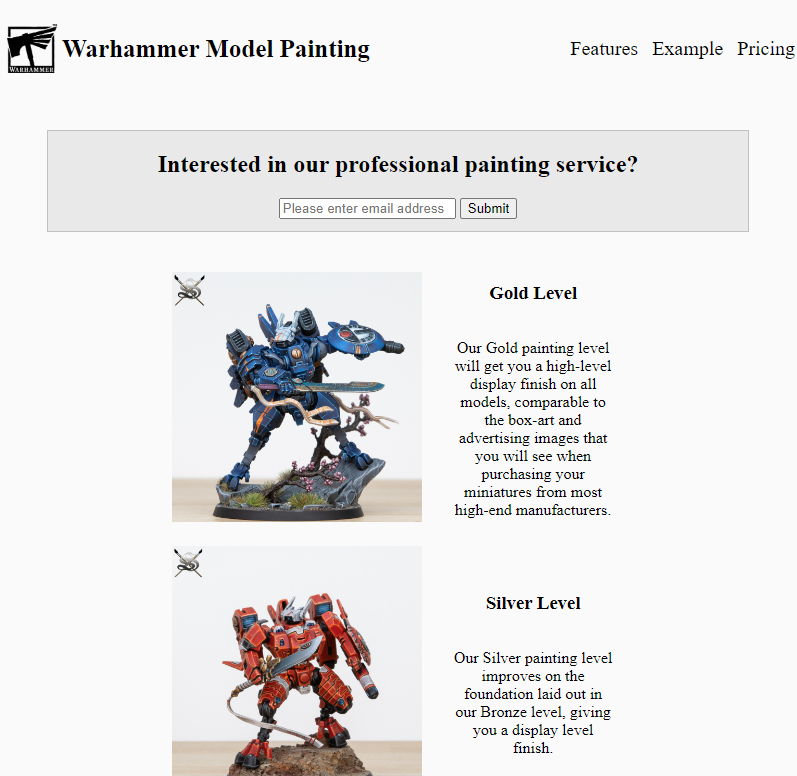 WARHAMMER
Warhammer Model Painting
Features Example Pricing
Interested in our professional painting service?
Please enter email address Submit
Gold Level
Our Gold painting level
will get you a high-level
display finish on all
models, comparable to
the box-art and
advertising images that
you will see when
purchasing your
miniatures from most
high-end manufacturers.
Silver Level
Our Silver painting level
improves on the
foundation laid out in
our Bronze level, giving
you a display level
finish.